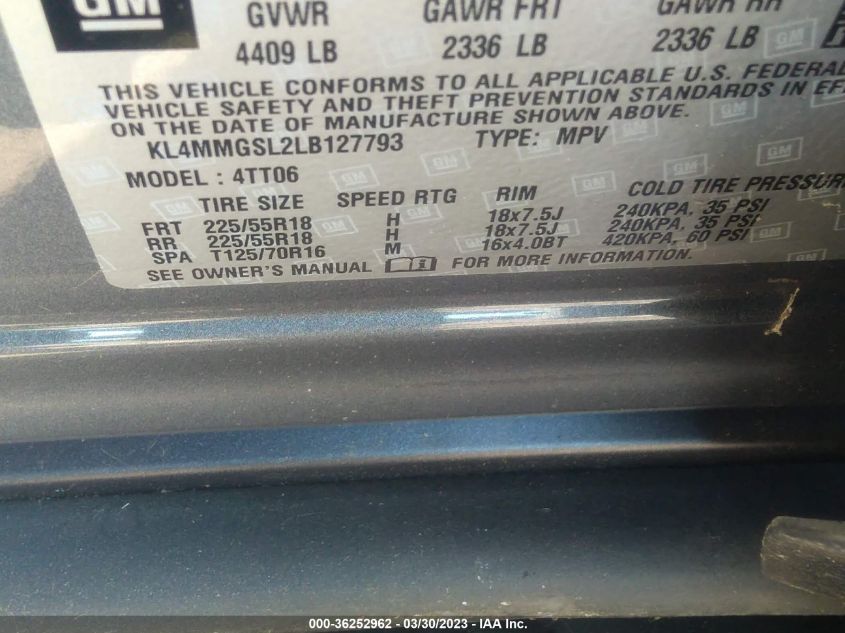 GM GVWR GAWR FRT GAWR RR
4409 LB 2336 LB 2336 LB
THIS VEHICLE CONFORMS TO ALL APPLICABLE U.S. FEDERAL
VEHICLE SAFETY AND THEFT PREVENTION STANDARDS IN EFF
ON THE DATE OF MANUFACTURE SHOWN ABOVE.
KL4MMGSL2LB127793 TYPE: MPV
MODEL : 4TT06
TIRE SIZE SPEED RTG RIM COLD TIRE PRESSURE
FRT 225/55R18 H 18x7.5J 240KPA, 35 PSI
RR 225/55R18 H 18x7.5J 240KPA, 35 PSI
SPA T125/70R16 M 16x4.0BT 420KPA, 60 PSI
SEE OWNER'S MANUAL FOR MORE INFORMATION.
000-36252962 - 03/30/2023 - IAA Inc.